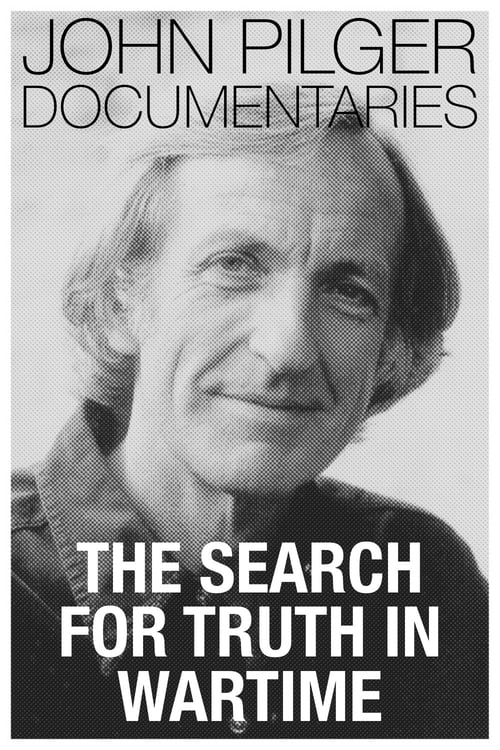 JOHN PILGER
DOCUMENTARIES
THE SEARCH
FOR TRUTH IN
WARTIME